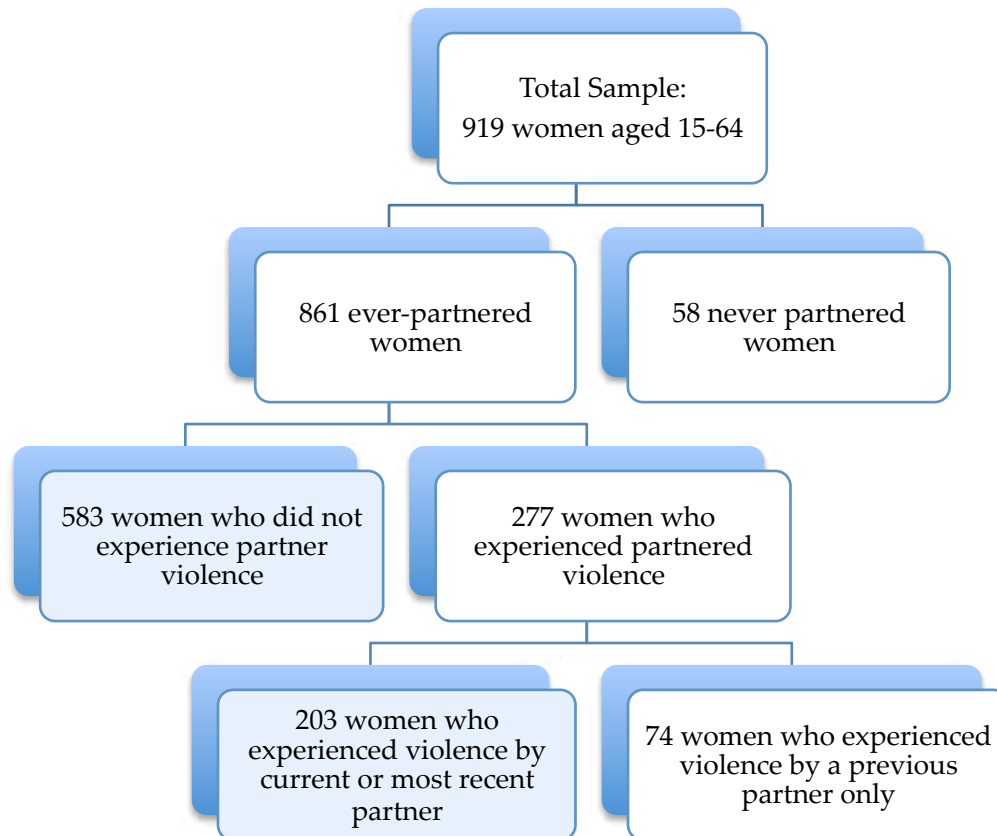 Total Sample:
919 women aged 15-64
861 ever-partnered
women
58 never partnered
women
583 women who did not
experience partner
violence
277 women who
experienced partnered
violence
203 women who
experienced violence by
current or most recent
partner
74 women who experienced
violence by a previous
partner only